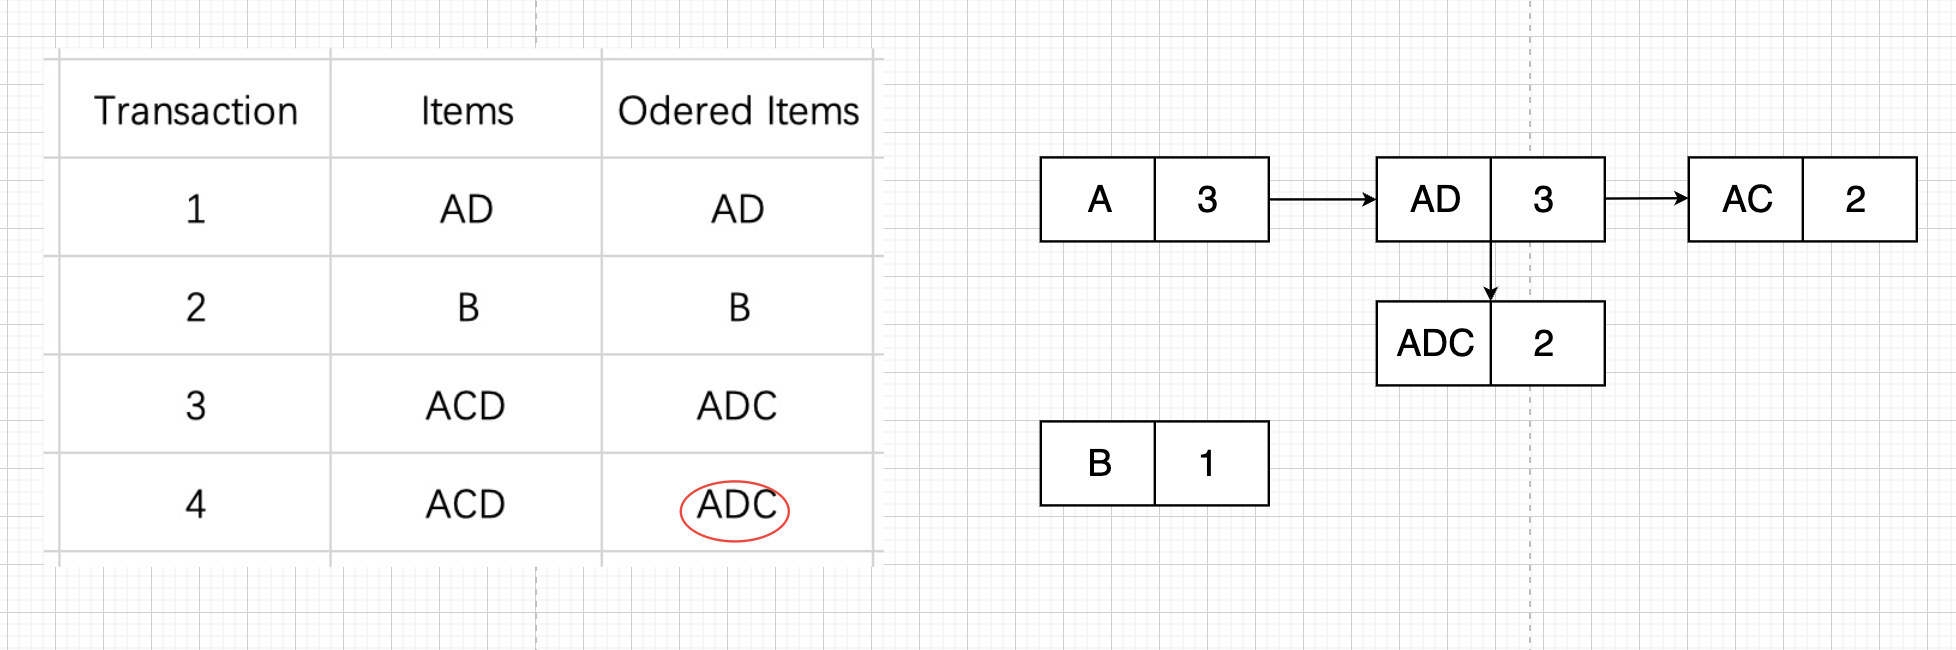 Transaction Items Odered Items
1 AD AD
2 B B
3 ACD ADC
4 ACD ADC
A 3 AD 3 AC 2
ADC 2
B 1